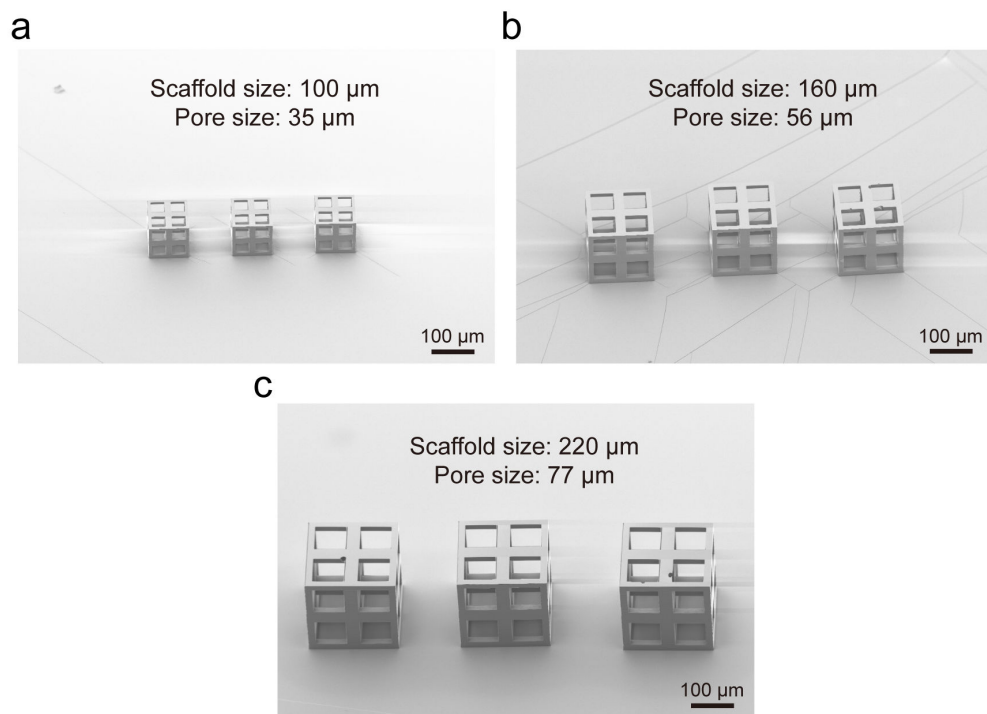 a
Scaffold size: 100 μm
Pore size: 35 μm
100 μm
b
Scaffold size: 160 μm
Pore size: 56 μm
100 μm
c
Scaffold size: 220 μm
Pore size: 77 μm
100 μm